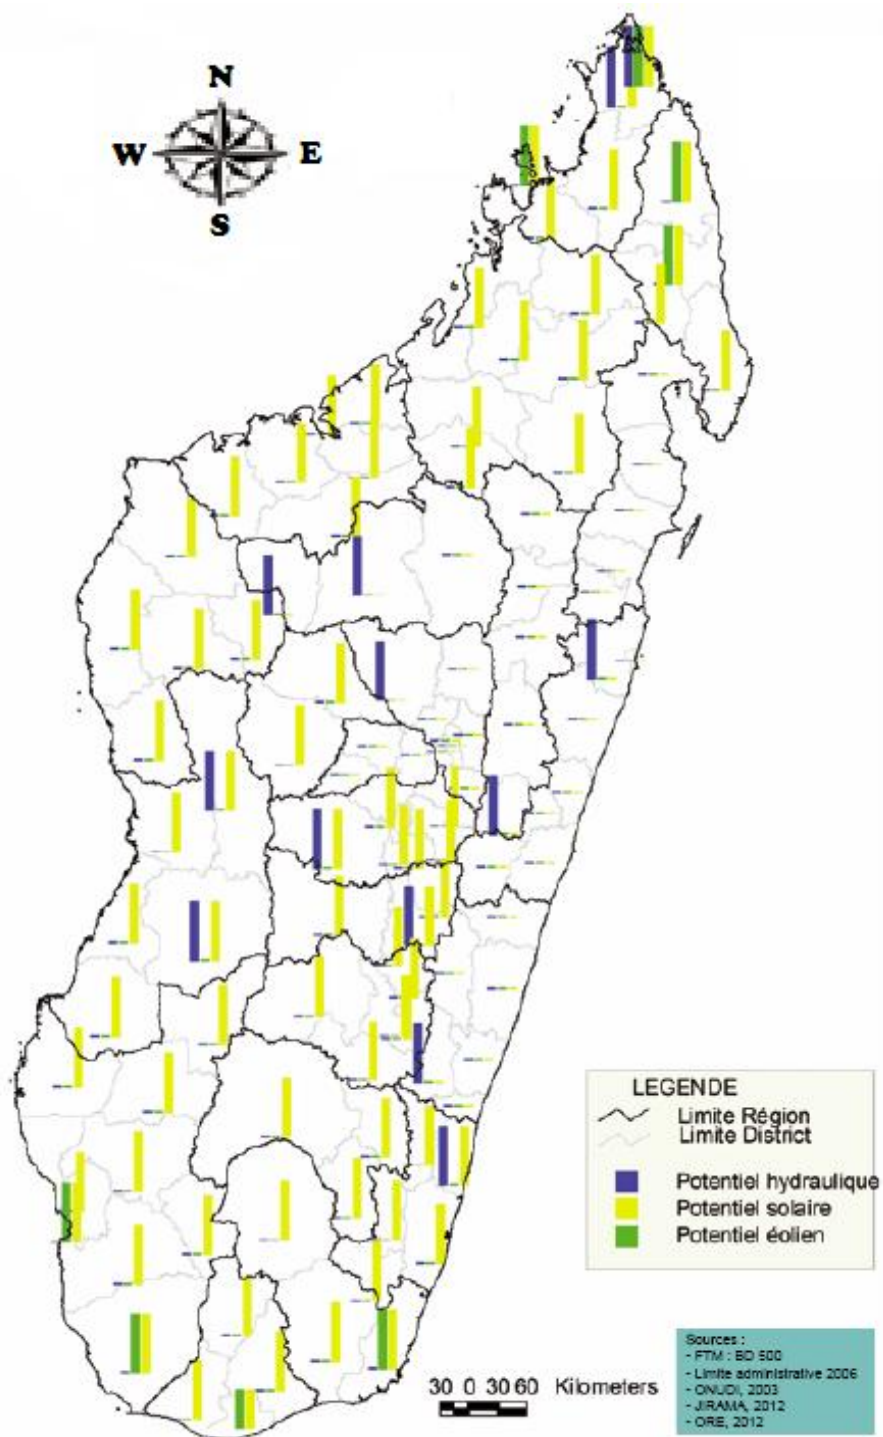 N
W E
S
LEGENDE
Limite Région
Limite District
Potentiel hydraulique
Potentiel solaire
Potentiel éolien
30 0 30 60 Kilometers
Sources :
- FTM : BD 500
- Limite administrative 2006
- ONUDI, 2003
- JIRAMA, 2012
- ORE, 2012